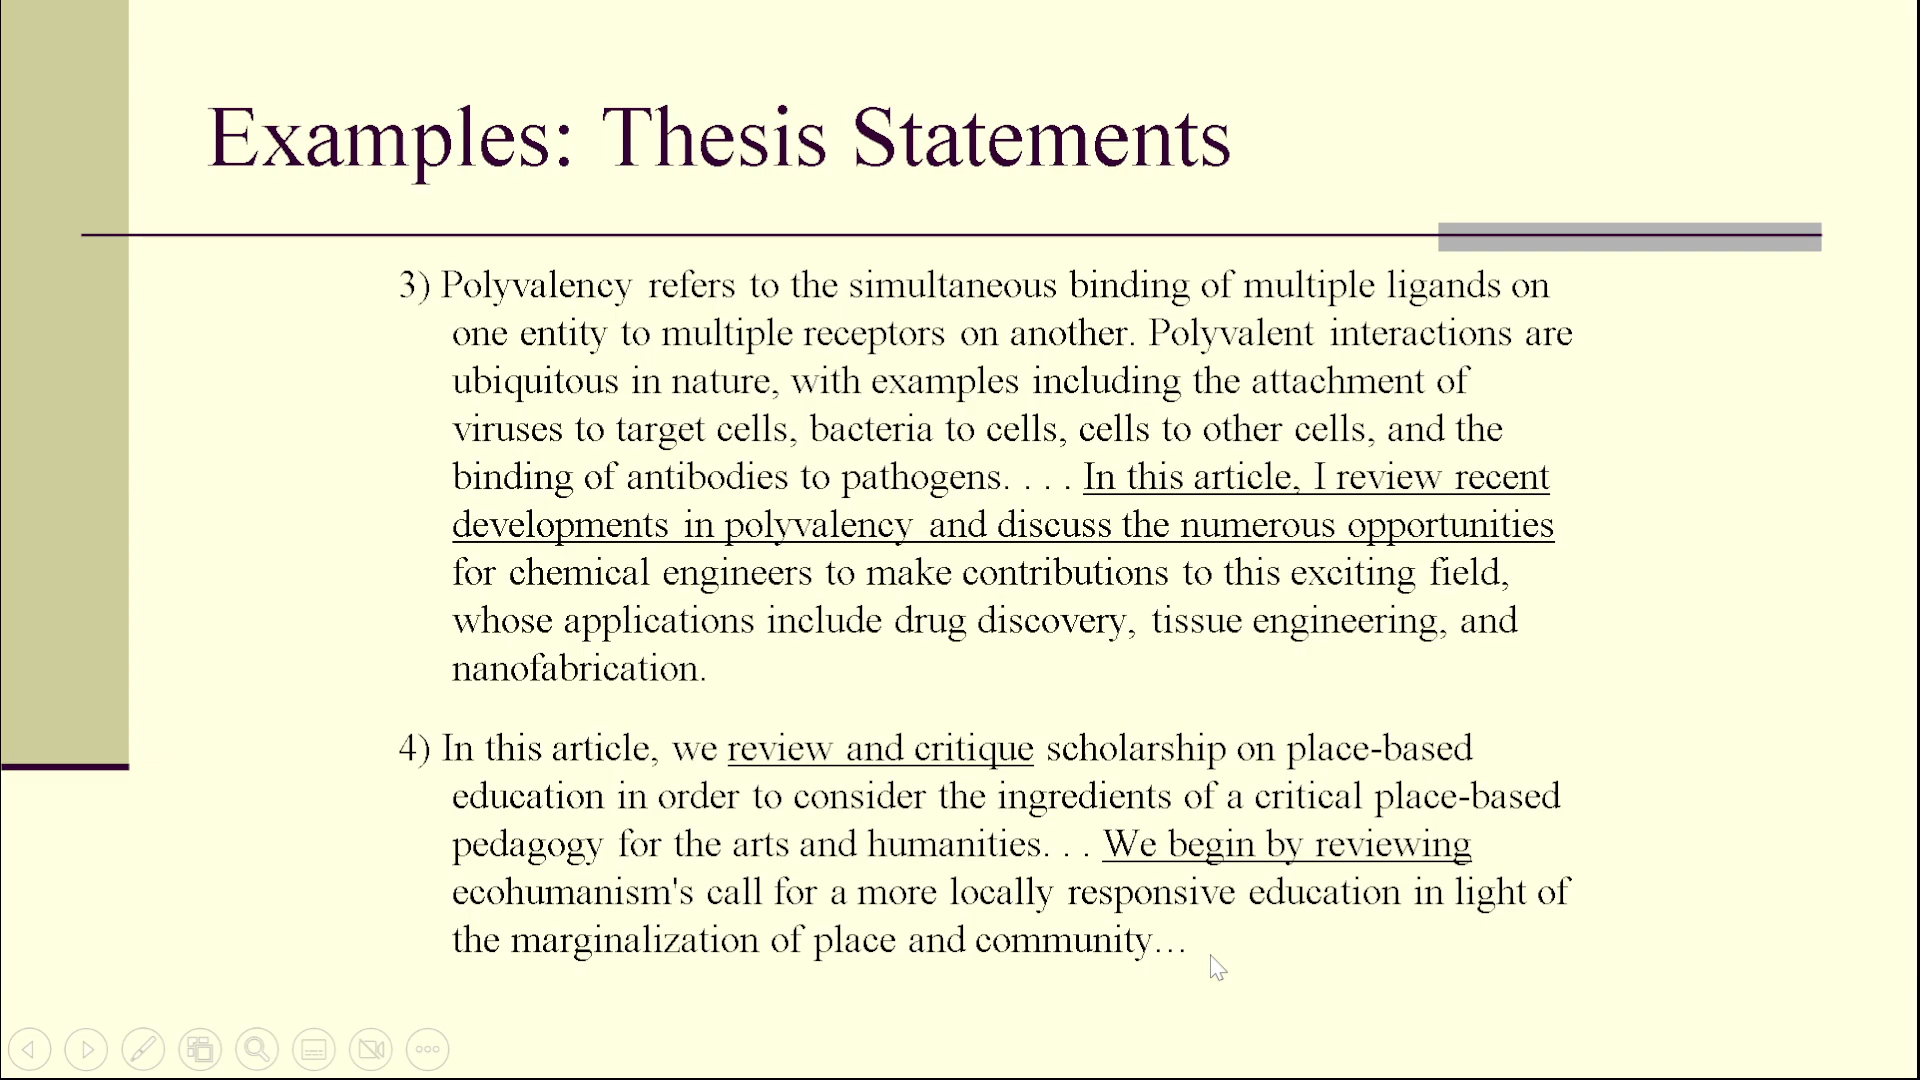 Examples: Thesis Statements
3) Polyvalency refers to the simultaneous binding of multiple ligands on
one entity to multiple receptors on another. Polyvalent interactions are
ubiquitous in nature, with examples including the attachment of
viruses to target cells, bacteria to cells, cells to other cells, and the
binding of antibodies to pathogens. . . . In this article, I review recent
developments in polyvalency and discuss the numerous opportunities
for chemical engineers to make contributions to this exciting field,
whose applications include drug discovery, tissue engineering, and
nanofabrication.
4) In this article, we review and critique scholarship on place-based
education in order to consider the ingredients of a critical place-based
pedagogy for the arts and humanities. . . We begin by reviewing
ecohumanism's call for a more locally responsive education in light of
the marginalization of place and community…